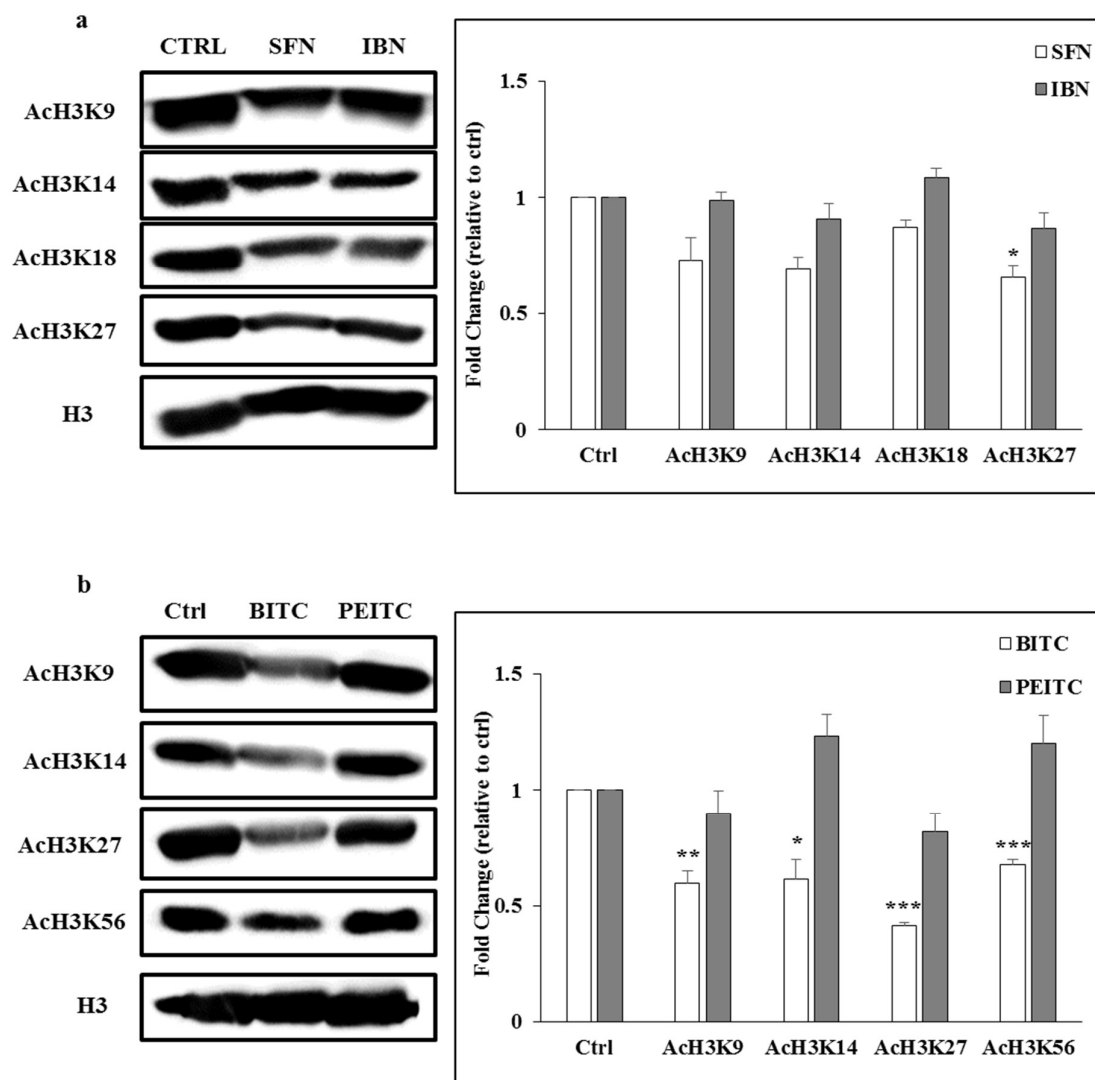 a
CTRL SFN IBN
AcH3K9
AcH3K14
AcH3K18
AcH3K27
H3
SFN
IBN
Fold Change (relative to ctrl)
1.5
1
0.5
0
*
Ctrl AcH3K9 AcH3K14 AcH3K18 AcH3K27
b
Ctrl BITC PEITC
AcH3K9
AcH3K14
AcH3K27
AcH3K56
H3
BITC
PEITC
Fold Change (relative to ctrl)
1.5
1
0.5
0
** * *** ***
Ctrl AcH3K9 AcH3K14 AcH3K27 AcH3K56